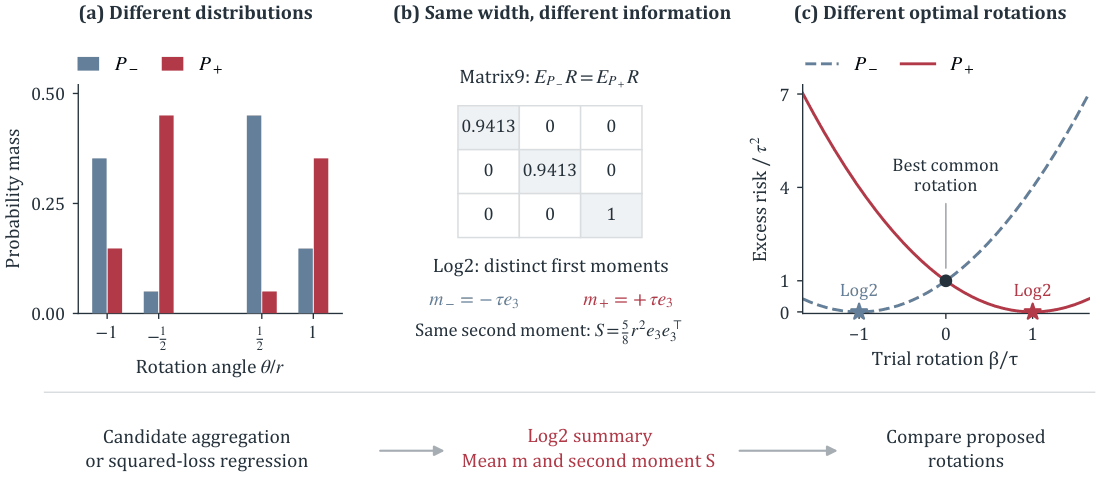 (a) Different distributions
P− P+
0.50
0.25
0.00
Probability mass
−1 −1/2 1/2 1
Rotation angle θ/r
(b) Same width, different information
Matrix9: E_{P−}R = E_{P+}R
0.9413 0 0
0 0.9413 0
0 0 1
Log2: distinct first moments
m− = −τe₃ m+ = +τe₃
Same second moment: S=5/8 r²e₃e₃⊤
(c) Different optimal rotations
P− P+
7
4
1
0
Excess risk / τ²
Best common
rotation
Log2 Log2
−1 0 1
Trial rotation β/τ
Candidate aggregation
or squared-loss regression
Log2 summary
Mean m and second moment S
Compare proposed
rotations